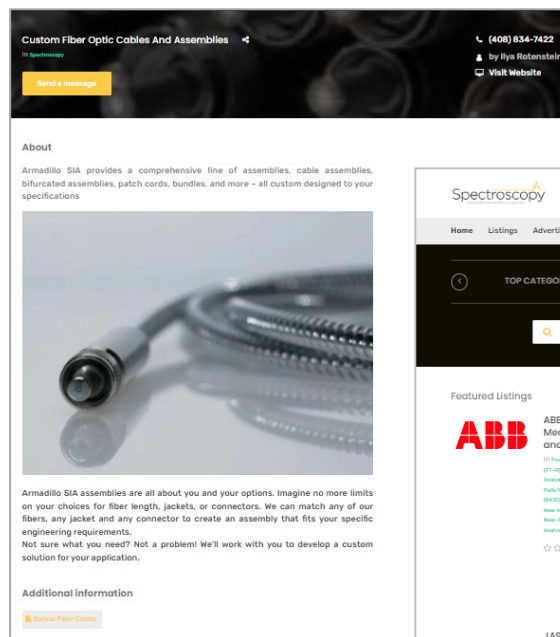 Custom Fiber Optic Cables And Assemblies
in Spectroscopy
Send a message
(408) 834-7422
by Ilya Rotenstein
Visit Website
About
Armadillo SIA provides a comprehensive line of assemblies, cable assemblies,
bifurcated assemblies, patch cords, bundles, and more – all custom designed to your
specifications
Armadillo SIA assemblies are all about you and your options. Imagine no more limits
on your choices for fiber length, jackets, or connectors. We can match any of our
fibers, any jacket and any connector to create an assembly that fits your specific
engineering requirements.
Not sure what you need? Not a problem! We'll work with you to develop a custom
solution for your application.
Additional information
Optical Fiber Cables
Spectroscopy
Home Listings Adverti
TOP CATEGO
Featured Listings
ABB
ABB
Mea
and